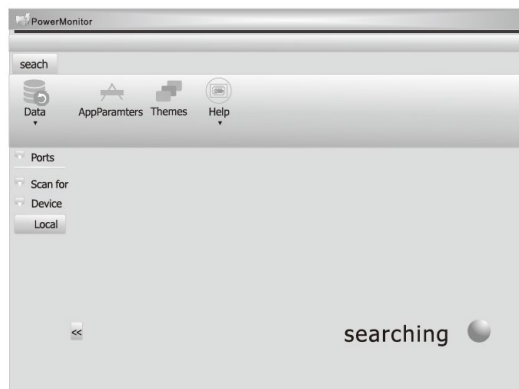 PowerMonitor
seach
Data AppParamters Themes Help
Ports
Scan for
Device
Local
<<
searching